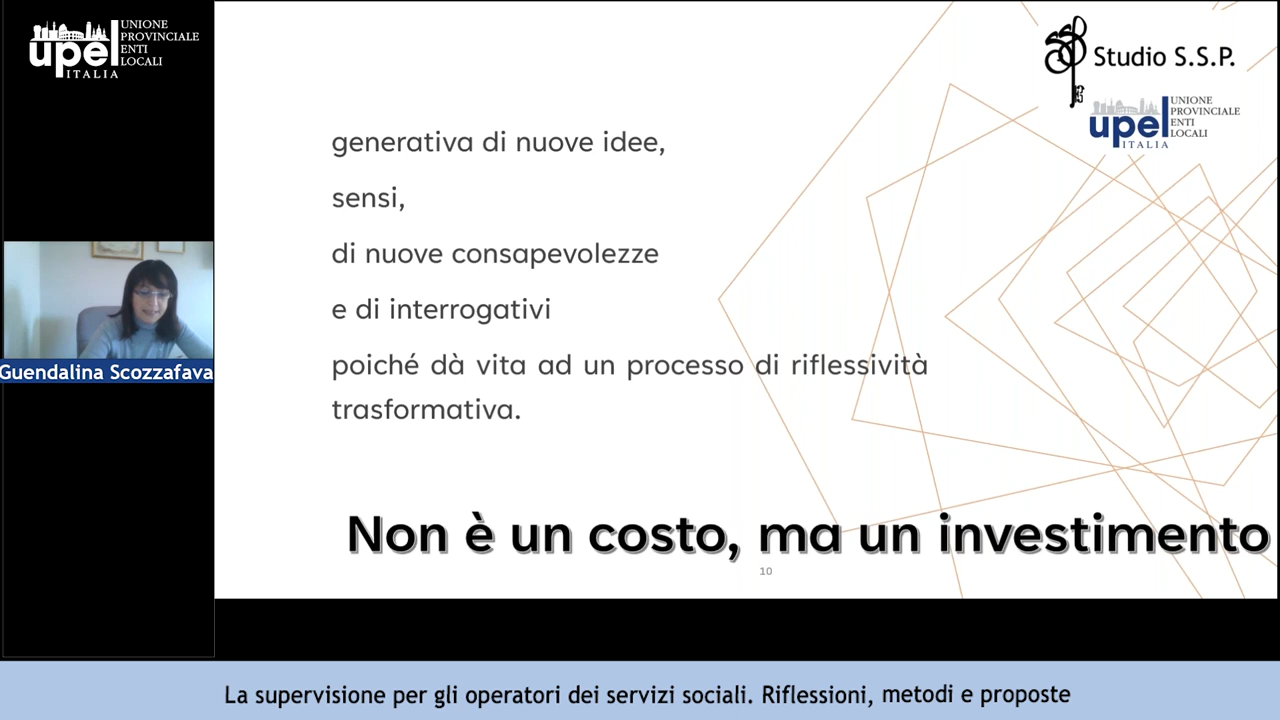 upel
ITALIA
UNIONE
PROVINCIALE
ENTI
LOCALI
Studio S.S.P.
upel
ITALIA
UNIONE
PROVINCIALE
ENTI
LOCALI
generativa di nuove idee,
sensi,
di nuove consapevolezze
e di interrogativi
poiché dà vita ad un processo di riflessività
trasformativa.
Guendalina Scozzafava
Non è un costo, ma un investimento
10
La supervisione per gli operatori dei servizi sociali. Riflessioni, metodi e proposte